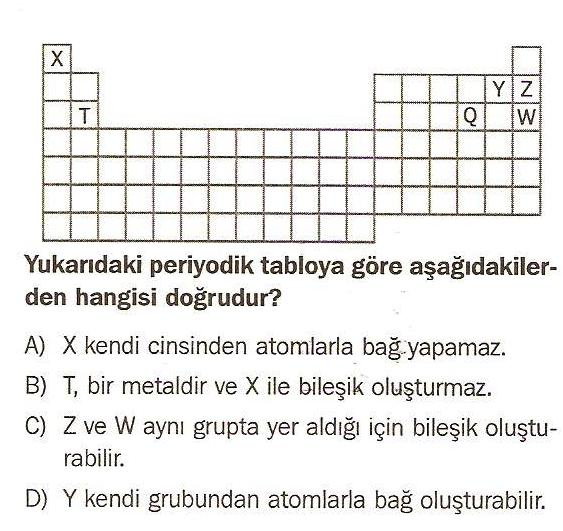 X
Y Z
T Q W
Yukarıdaki periyodik tabloya göre aşağıdakiler-
den hangisi doğrudur?
A) X kendi cinsinden atomlarla bağ yapamaz.
B) T, bir metaldir ve X ile bileşik oluşturmaz.
C) Z ve W aynı grupta yer aldığı için bileşik oluştu-
rabilir.
D) Y kendi grubundan atomlarla bağ oluşturabilir.